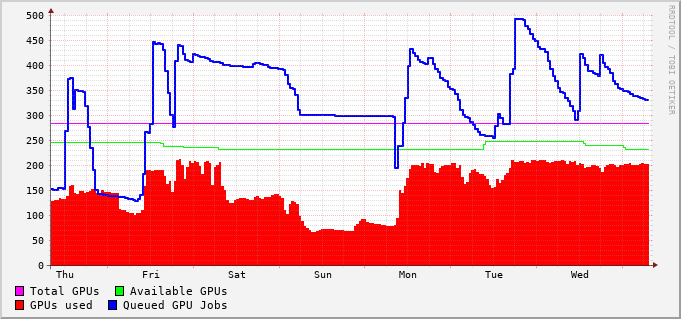 500
450
400
350
300
250
200
150
100
50
0
Thu Fri Sat Sun Mon Tue Wed
Total GPUs Available GPUs
GPUs used Queued GPU Jobs
RRDTOOL / TOBI OETIKER